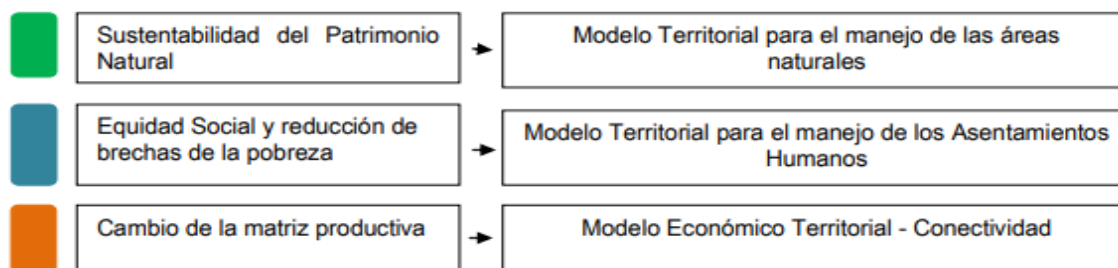 Sustentabilidad del Patrimonio
Natural
Modelo Territorial para el manejo de las áreas
naturales
Equidad Social y reducción de
brechas de la pobreza
Modelo Territorial para el manejo de los Asentamientos
Humanos
Cambio de la matriz productiva
Modelo Económico Territorial - Conectividad